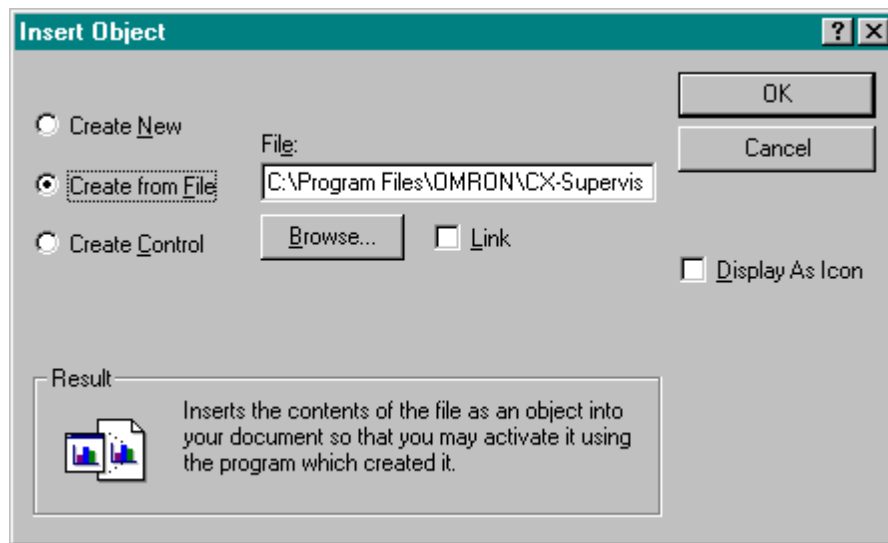 Insert Object
Create New
Create from File
Create Control
File:
C:\Program Files\OMRON\CX-Supervis
Browse...
Link
OK
Cancel
Display As Icon
Result
Inserts the contents of the file as an object into
your document so that you may activate it using
the program which created it.